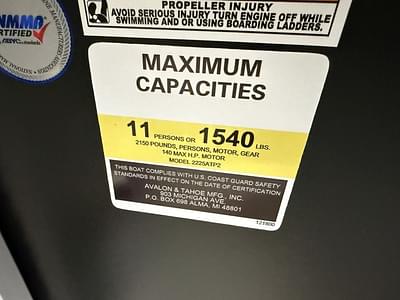 PROPELLER INJURY
AVOID SERIOUS INJURY TURN ENGINE OFF WHILE
SWIMMING AND OR USING BOARDING LADDERS.
NMMA
CERTIFIED
MAXIMUM
CAPACITIES
11 PERSONS OR 1540 LBS.
2150 POUNDS, PERSONS, MOTOR, GEAR
140 MAX H.P. MOTOR
MODEL 2225ATP2
THIS BOAT COMPLIES WITH U.S. COAST GUARD SAFETY
STANDARDS IN EFFECT ON THE DATE OF CERTIFICATION
AVALON & TAHOE MFG., INC.
903 MICHIGAN AVE.
P.O. BOX 698 ALMA, MI 48801